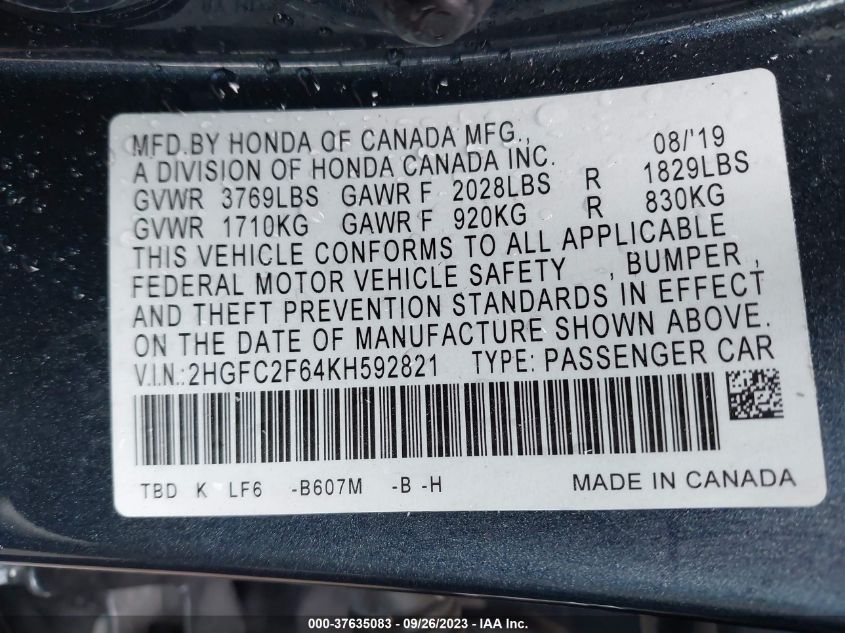 MFD.BY HONDA OF CANADA MFG., 08/'19
A DIVISION OF HONDA CANADA INC.
GVWR 3769LBS GAWR F 2028LBS R 1829LBS
GVWR 1710KG GAWR F 920KG R 830KG
THIS VEHICLE CONFORMS TO ALL APPLICABLE
FEDERAL MOTOR VEHICLE SAFETY , BUMPER ,
AND THEFT PREVENTION STANDARDS IN EFFECT
ON THE DATE OF MANUFACTURE SHOWN ABOVE.
V.I.N.:2HGFC2F64KH592821 TYPE: PASSENGER CAR
TBD K LF6 -B607M -B -H MADE IN CANADA
000-37635083 - 09/26/2023 - IAA Inc.